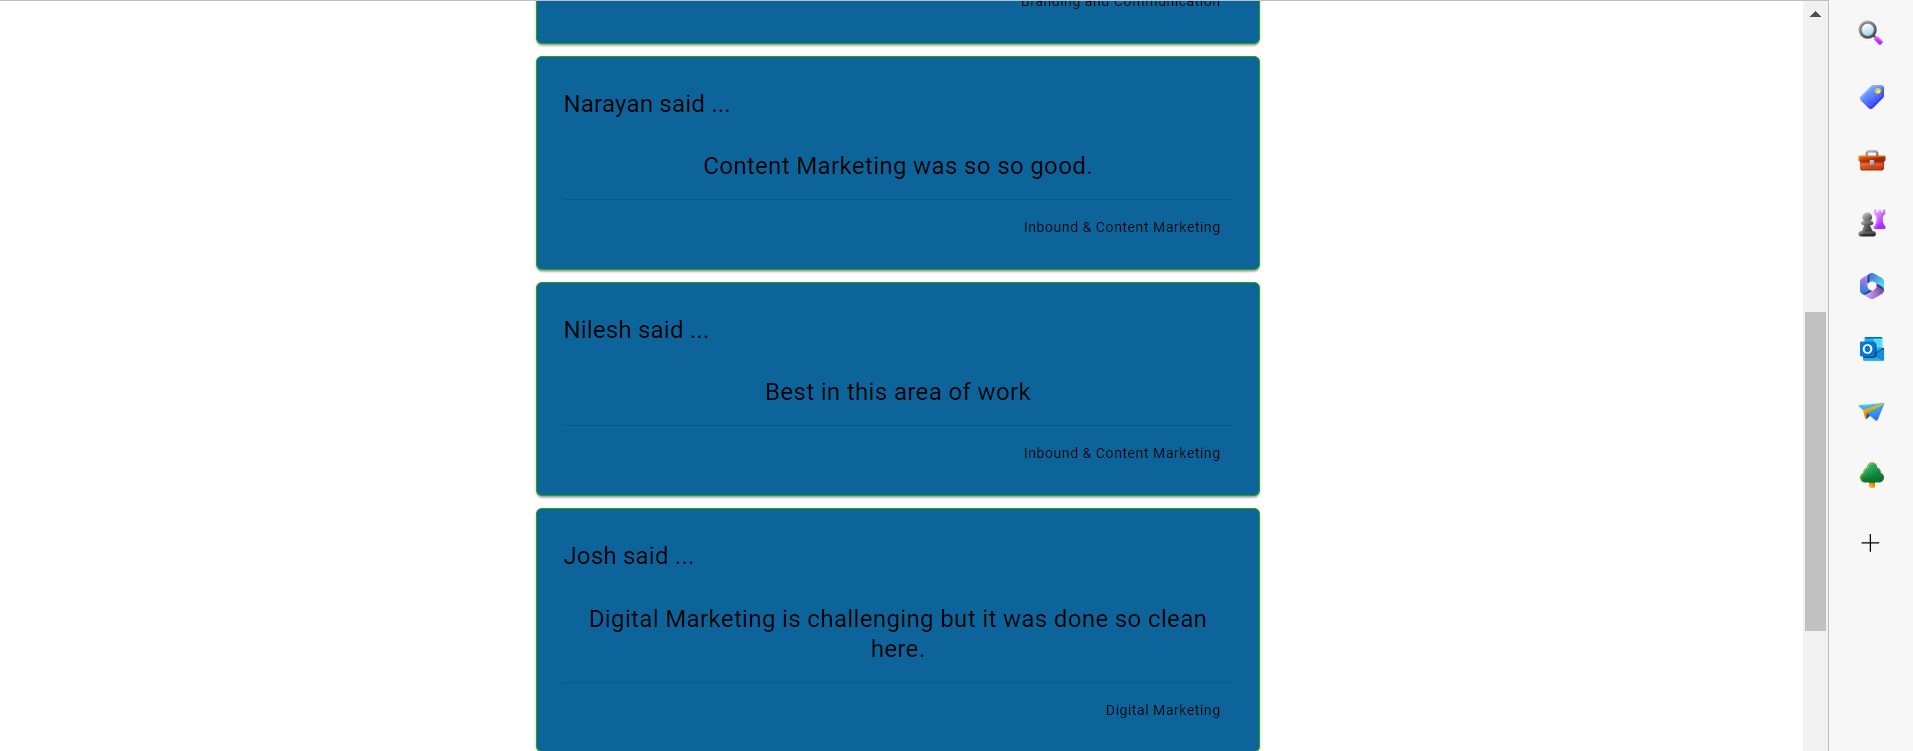 Branding and Communication
Narayan said ...
Content Marketing was so so good.
Inbound & Content Marketing
Nilesh said ...
Best in this area of work
Inbound & Content Marketing
Josh said ...
Digital Marketing is challenging but it was done so clean
here.
Digital Marketing